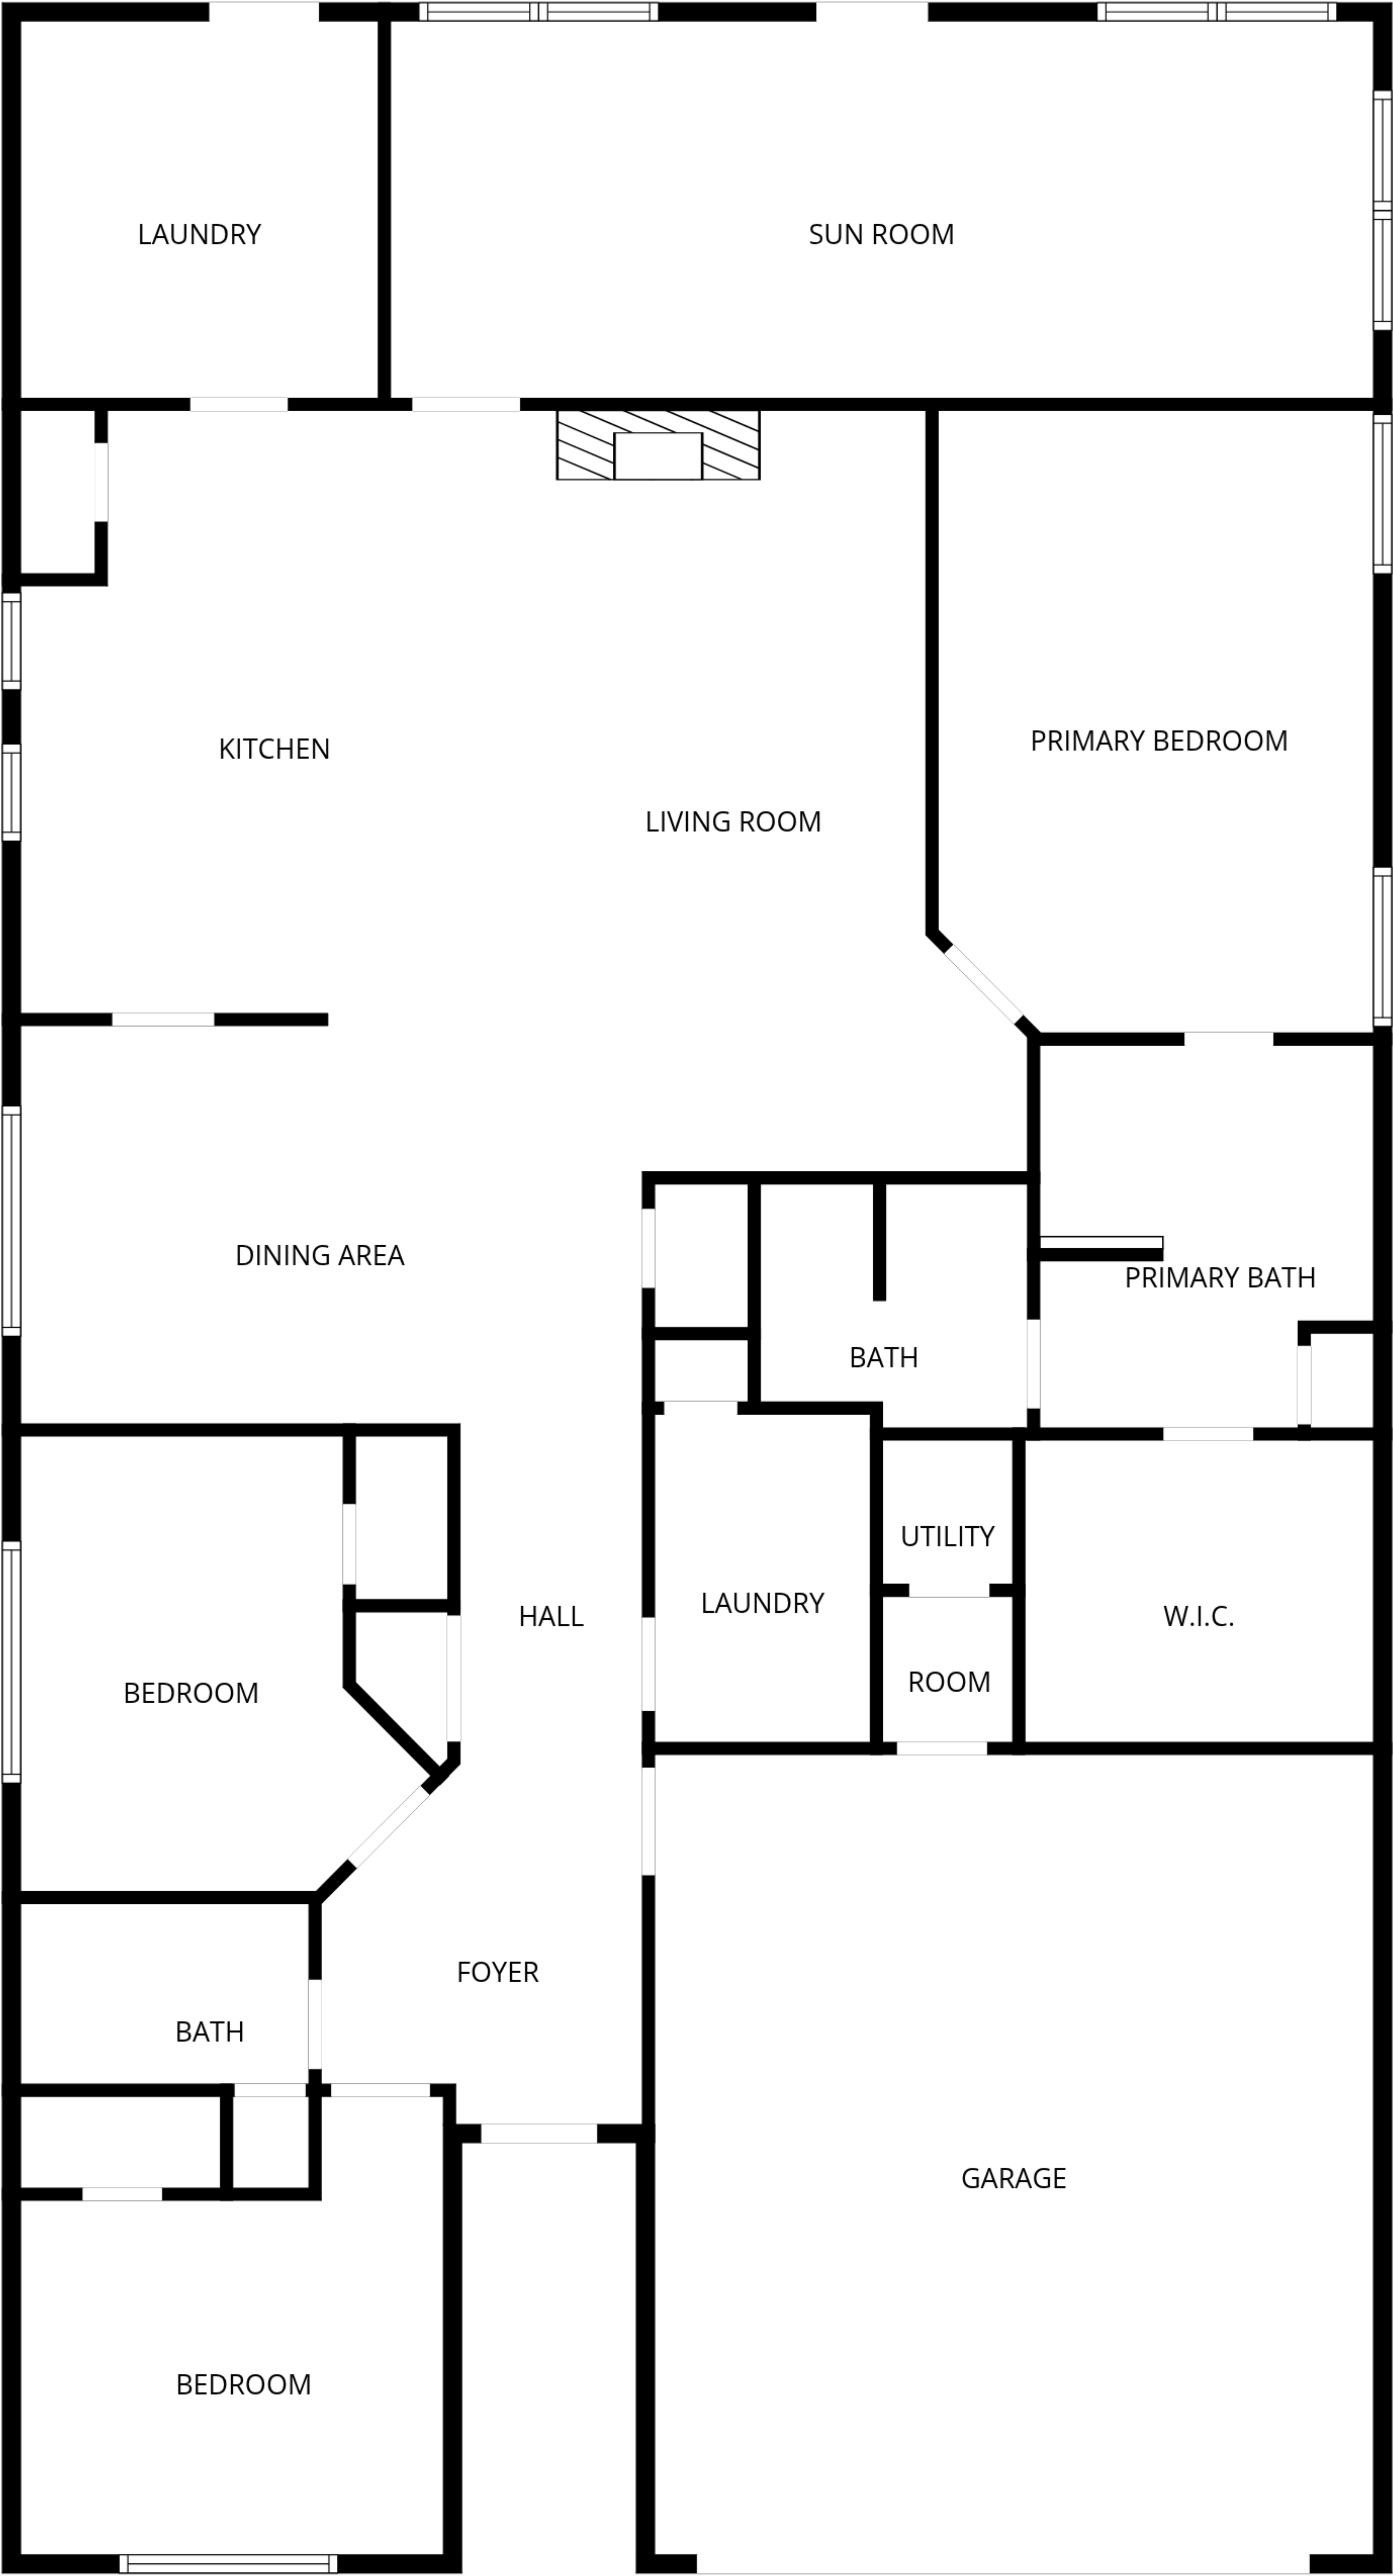 LAUNDRY
SUN ROOM
PRIMARY BEDROOM
KITCHEN
LIVING ROOM
DINING AREA
PRIMARY BATH
BATH
UTILITY
LAUNDRY
HALL
W.I.C.
ROOM
BEDROOM
FOYER
BATH
GARAGE
BEDROOM